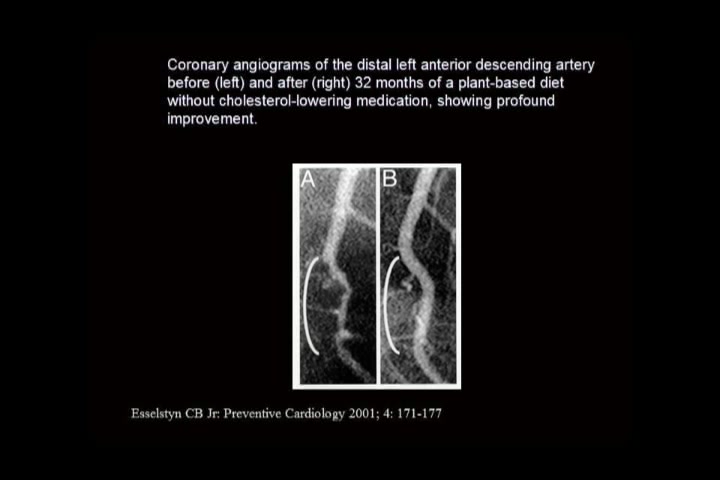 Coronary angiograms of the distal left anterior descending artery
before (left) and after (right) 32 months of a plant-based diet
without cholesterol-lowering medication, showing profound
improvement.
A B
Esselstyn CB Jr: Preventive Cardiology 2001; 4: 171-177